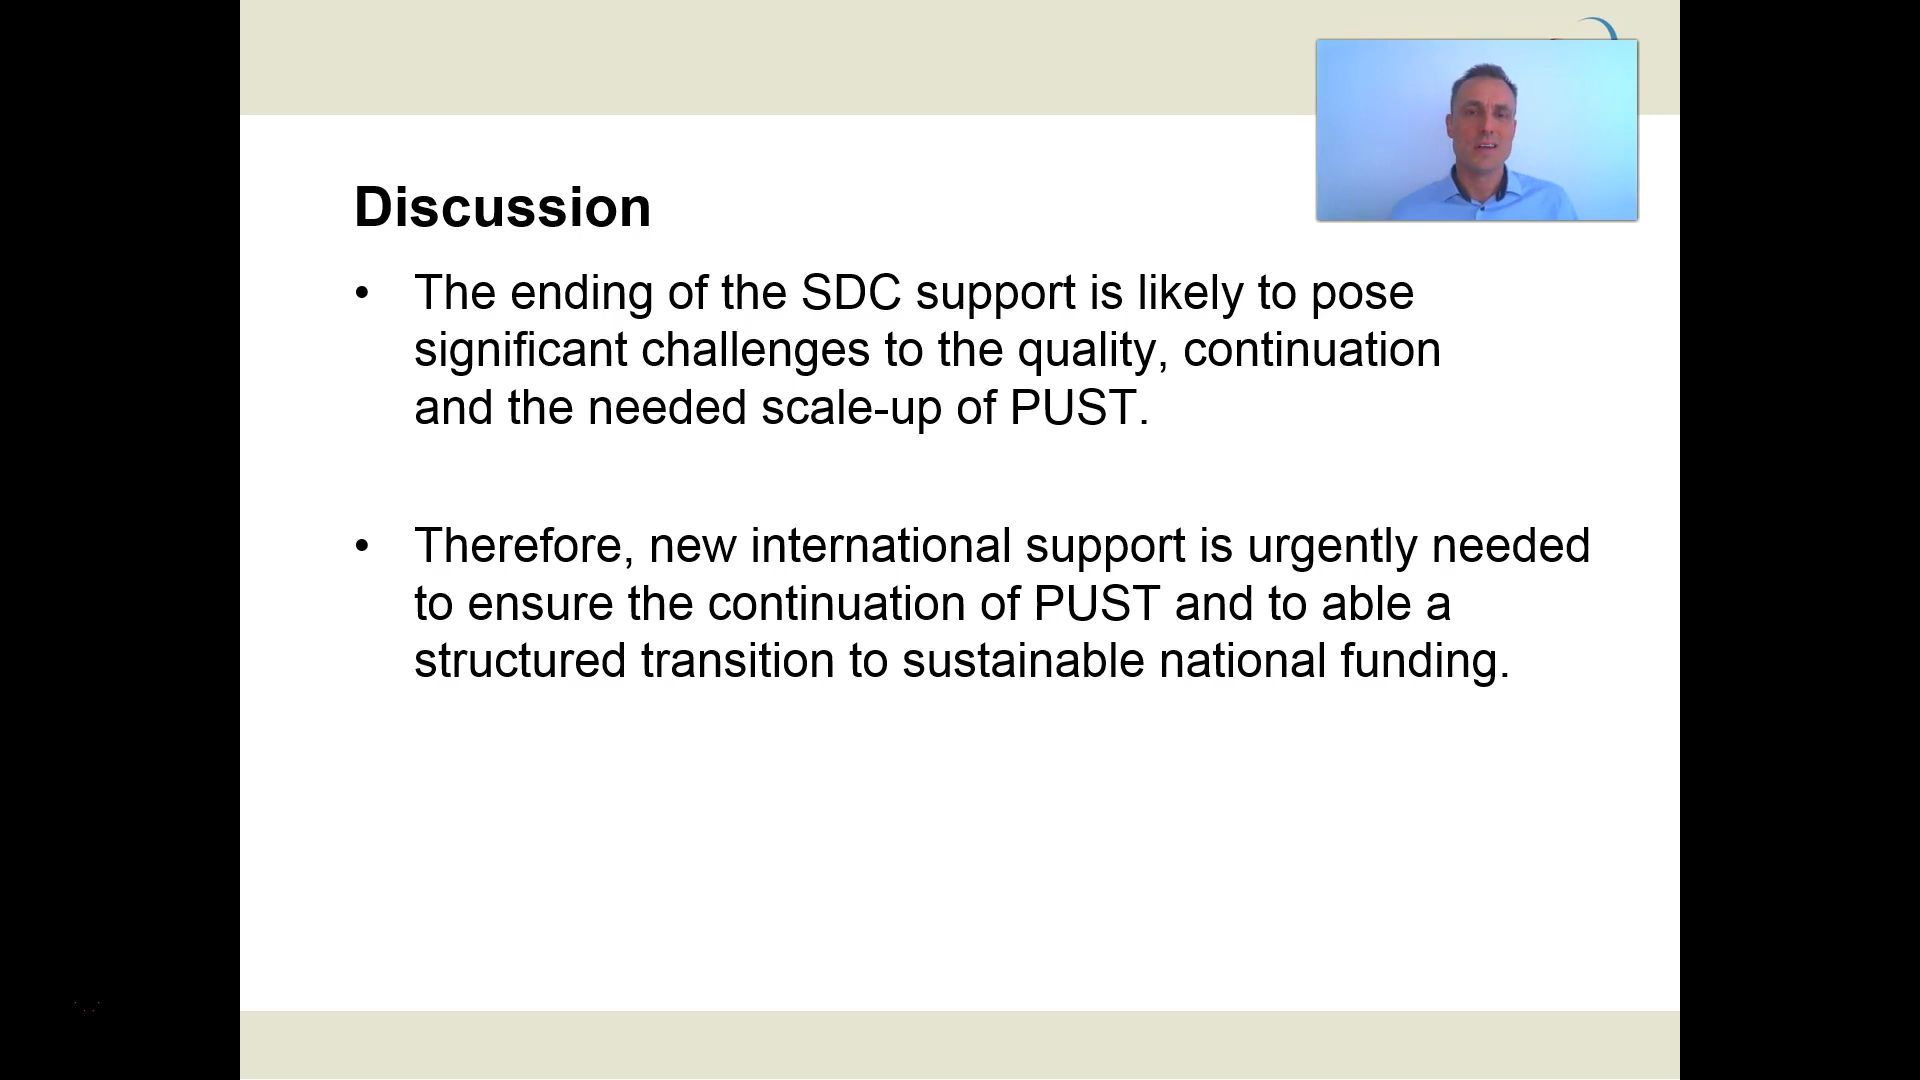 Discussion
• The ending of the SDC support is likely to pose
significant challenges to the quality, continuation
and the needed scale-up of PUST.
• Therefore, new international support is urgently needed
to ensure the continuation of PUST and to able a
structured transition to sustainable national funding.